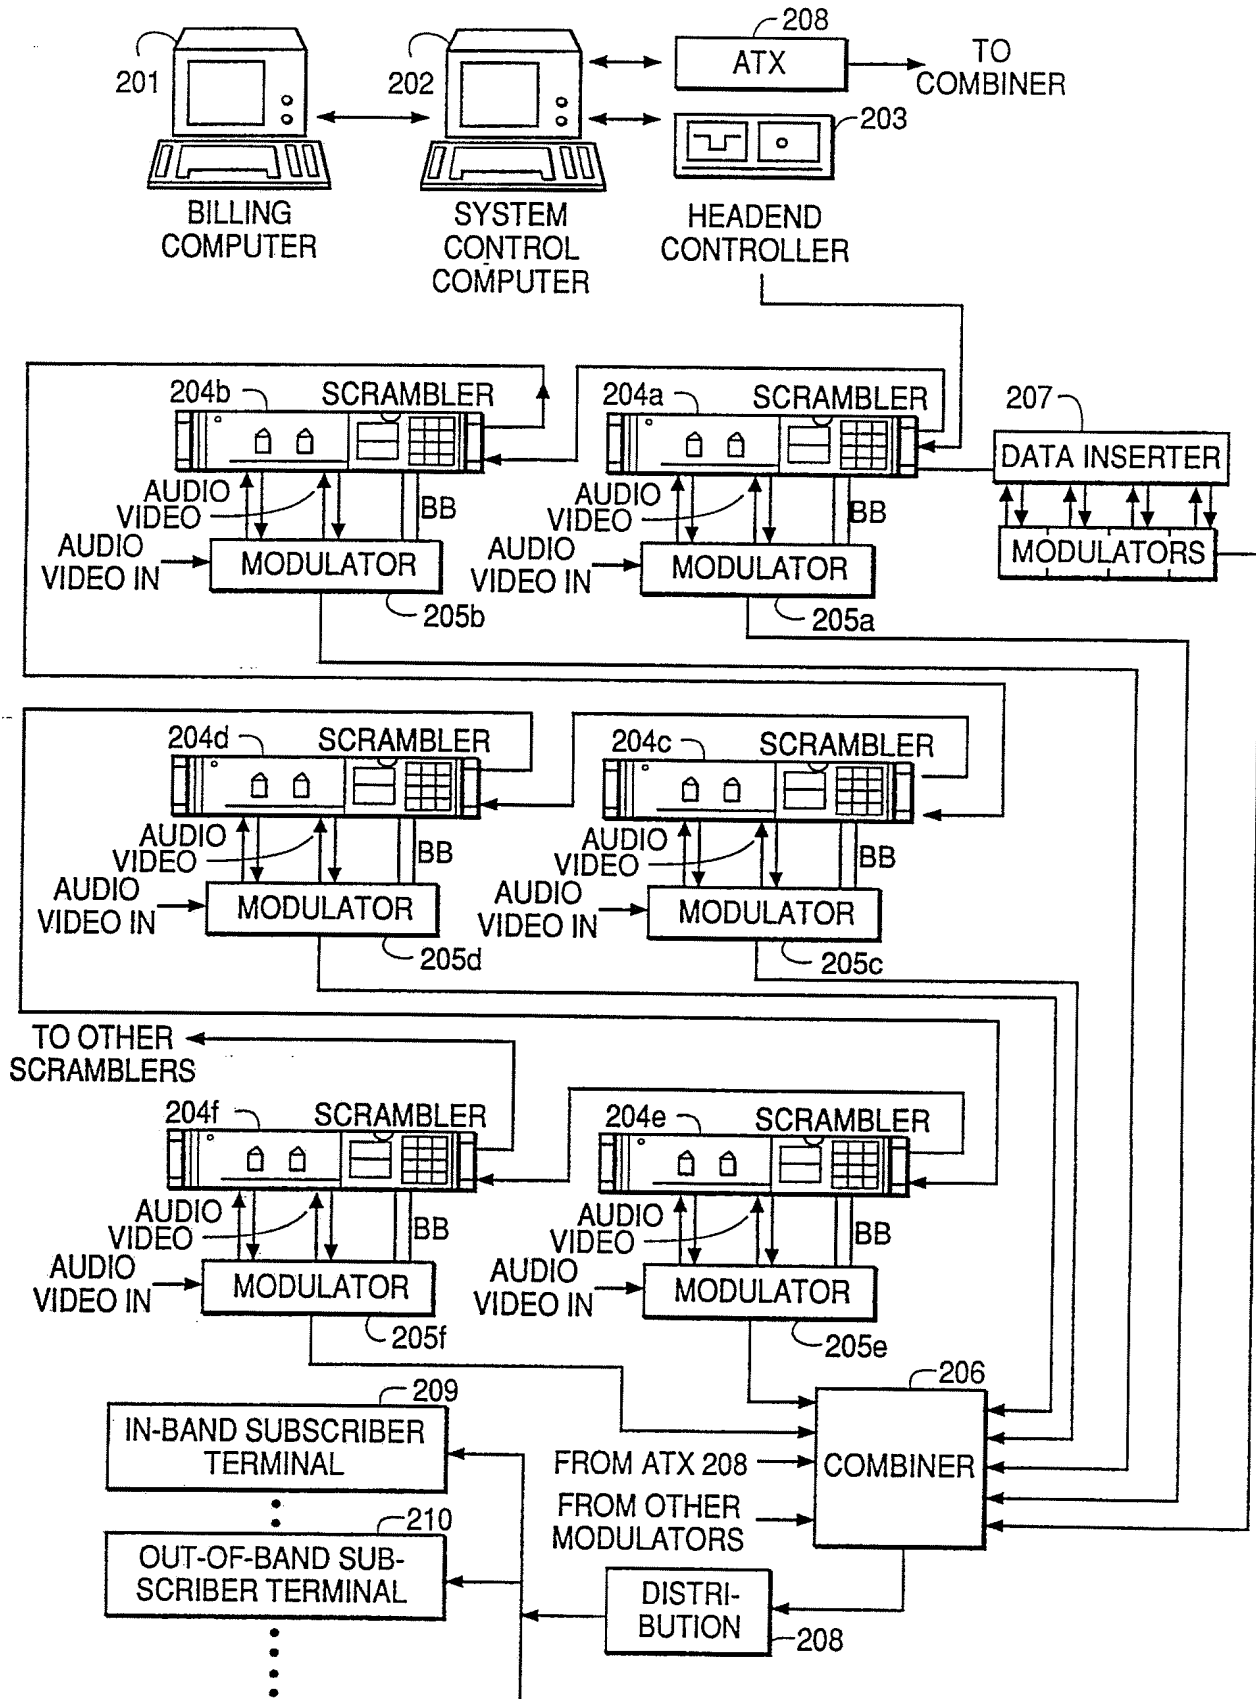 208
ATX
TO
COMBINER
201
202
203
BILLING
COMPUTER
SYSTEM
CONTROL
COMPUTER
HEADEND
CONTROLLER
204b
SCRAMBLER
204a
SCRAMBLER
207
DATA INSERTER
AUDIO
VIDEO
BB
AUDIO
VIDEO
BB
AUDIO
VIDEO IN
MODULATOR
AUDIO
VIDEO IN
MODULATOR
MODULATORS
205b
205a
204d
SCRAMBLER
204c
SCRAMBLER
AUDIO
VIDEO
BB
AUDIO
VIDEO
BB
AUDIO
VIDEO IN
MODULATOR
AUDIO
VIDEO IN
MODULATOR
205d
205c
TO OTHER
SCRAMBLERS
204f
SCRAMBLER
204e
SCRAMBLER
AUDIO
VIDEO
BB
AUDIO
VIDEO
BB
AUDIO
VIDEO IN
MODULATOR
AUDIO
VIDEO IN
MODULATOR
205f
205e
206
209
IN-BAND SUBSCRIBER
TERMINAL
FROM ATX 208
COMBINER
FROM OTHER
MODULATORS
210
OUT-OF-BAND SUB-
SCRIBER TERMINAL
DISTRI-
BUTION
208